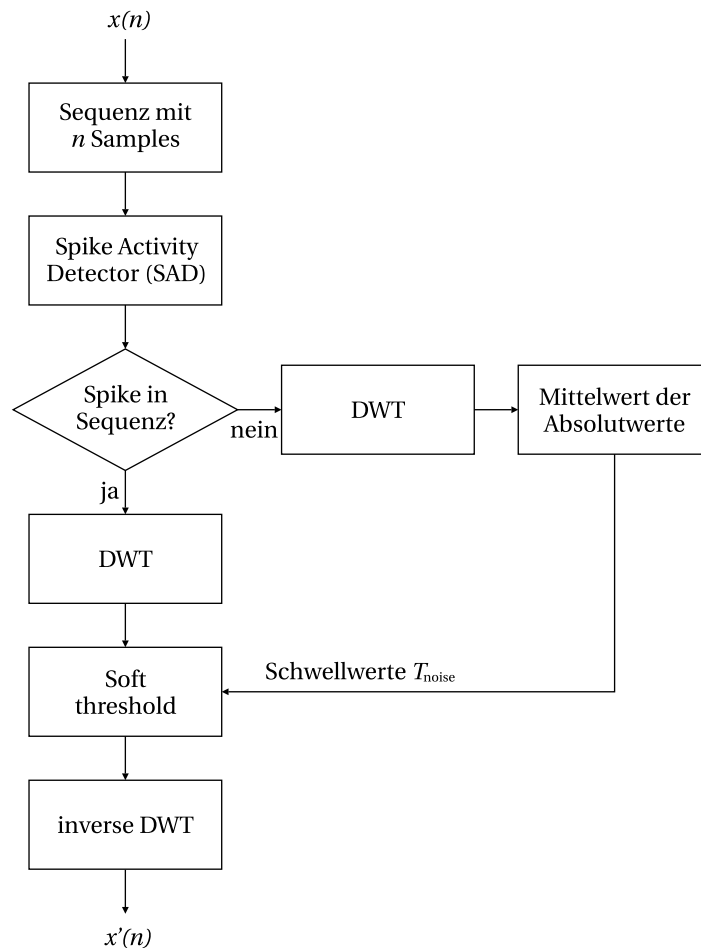 x(n)
Sequenz mit
n Samples
Spike Activity
Detector (SAD)
Spike in
Sequenz?
nein
DWT
Mittelwert der
Absolutwerte
ja
DWT
Schwellwerte Tnoise
Soft
threshold
inverse DWT
x'(n)